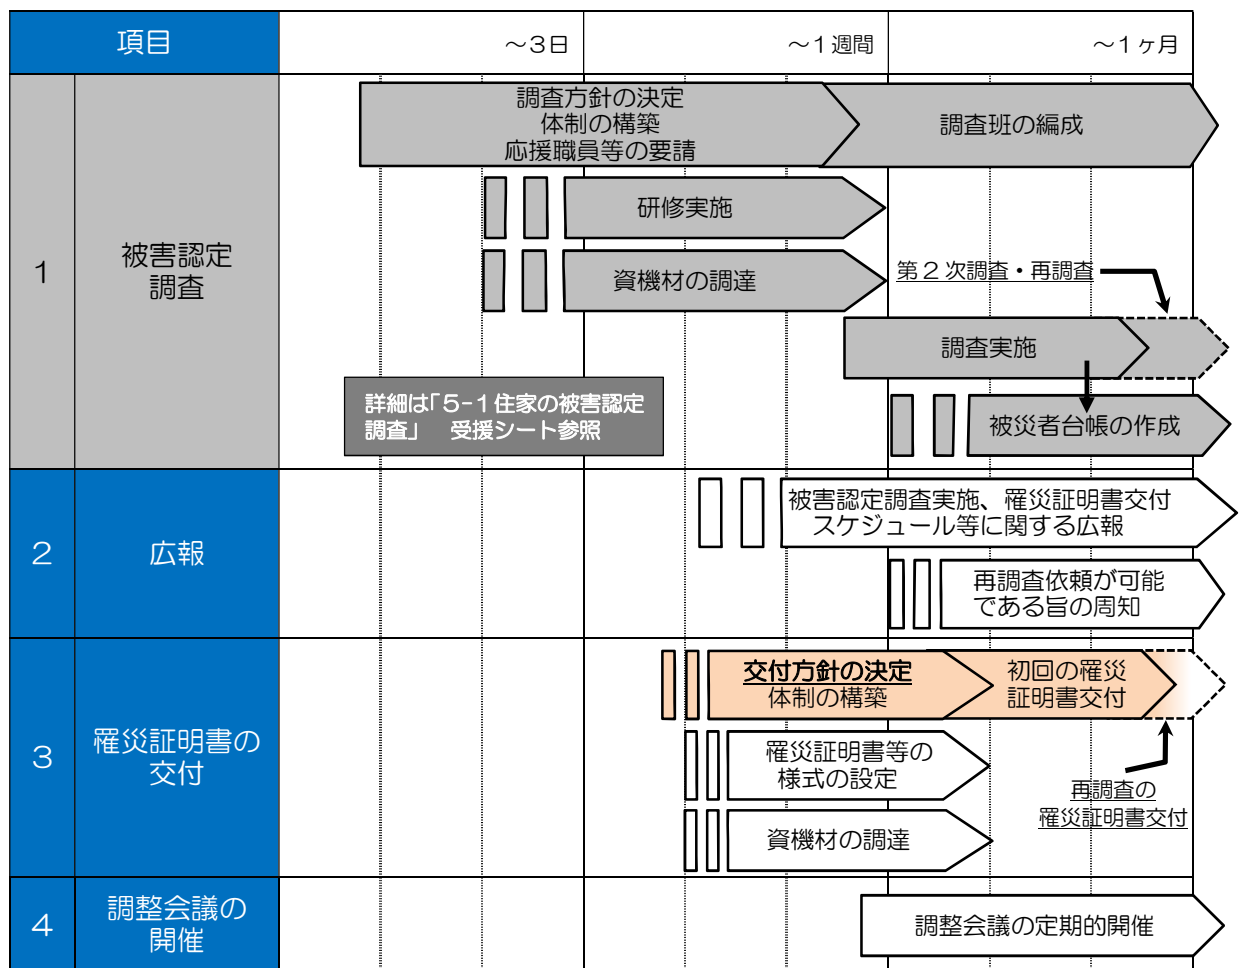 項目
～3日
～1週間
～1ヶ月
1
被害認定
調査
調査方針の決定
体制の構築
応援職員等の要請
調査班の編成
研修実施
資機材の調達
第2次調査・再調査
調査実施
詳細は「5-1住家の被害認定
調査」　受援シート参照
被災者台帳の作成
2
広報
被害認定調査実施、罹災証明書交付
スケジュール等に関する広報
再調査依頼が可能
である旨の周知
3
罹災証明書の
交付
交付方針の決定
体制の構築
初回の罹災
証明書交付
罹災証明書等の
様式の設定
再調査の
罹災証明書交付
資機材の調達
4
調整会議の
開催
調整会議の定期的開催